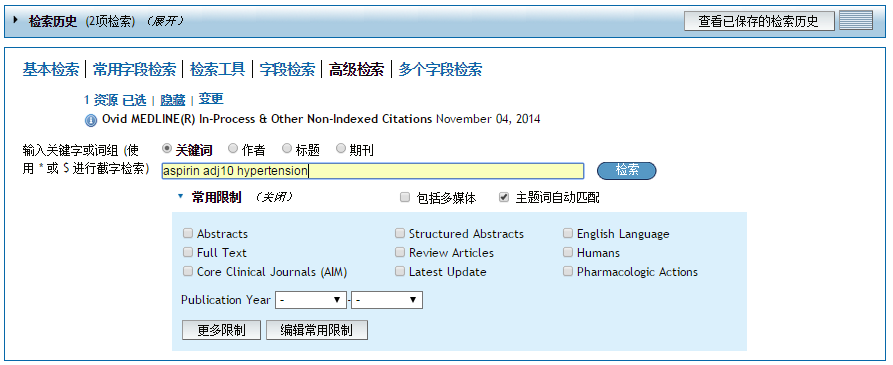 检索历史 (2项检索) (展开) 查看已保存的检索历史
基本检索 | 常用字段检索 | 检索工具 | 字段检索 | 高级检索 | 多个字段检索
1 资源 已选 | 隐藏 | 变更
Ovid MEDLINE(R) In-Process & Other Non-Indexed Citations November 04, 2014
输入关键字或词组 (使 关键词 作者 标题 期刊
用 * 或 $ 进行截字检索) aspirin adj10 hypertension 检索
常用限制 (关闭) 包括多媒体 主题词自动匹配
Abstracts Structured Abstracts English Language
Full Text Review Articles Humans
Core Clinical Journals (AIM) Latest Update Pharmacologic Actions
Publication Year - - -
更多限制 编辑常用限制